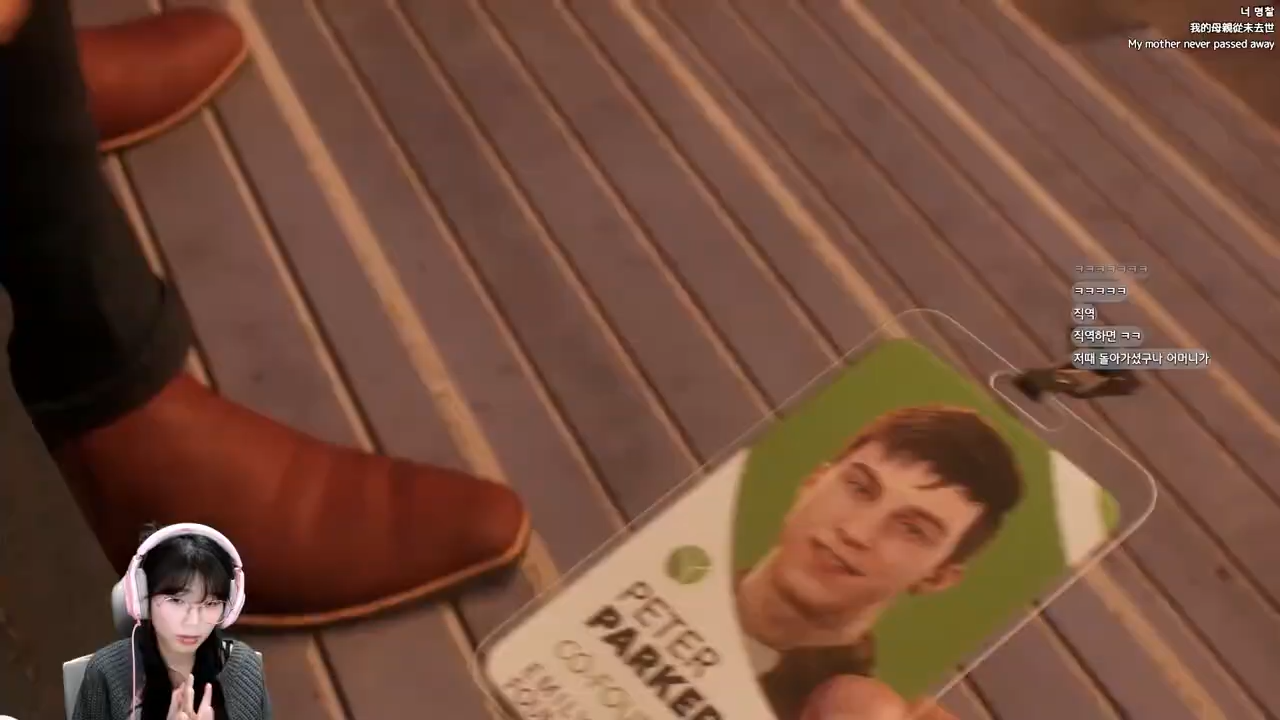 너 명찰
我的母親從未去世
My mother never passed away
ㅋㅋㅋㅋㅋㅋㅋ
ㅋㅋㅋㅋㅋ
직역
직역하면 ㅋㅋ
저때 돌아가셨구나 어머니가
PETER
PARKER
EMILY